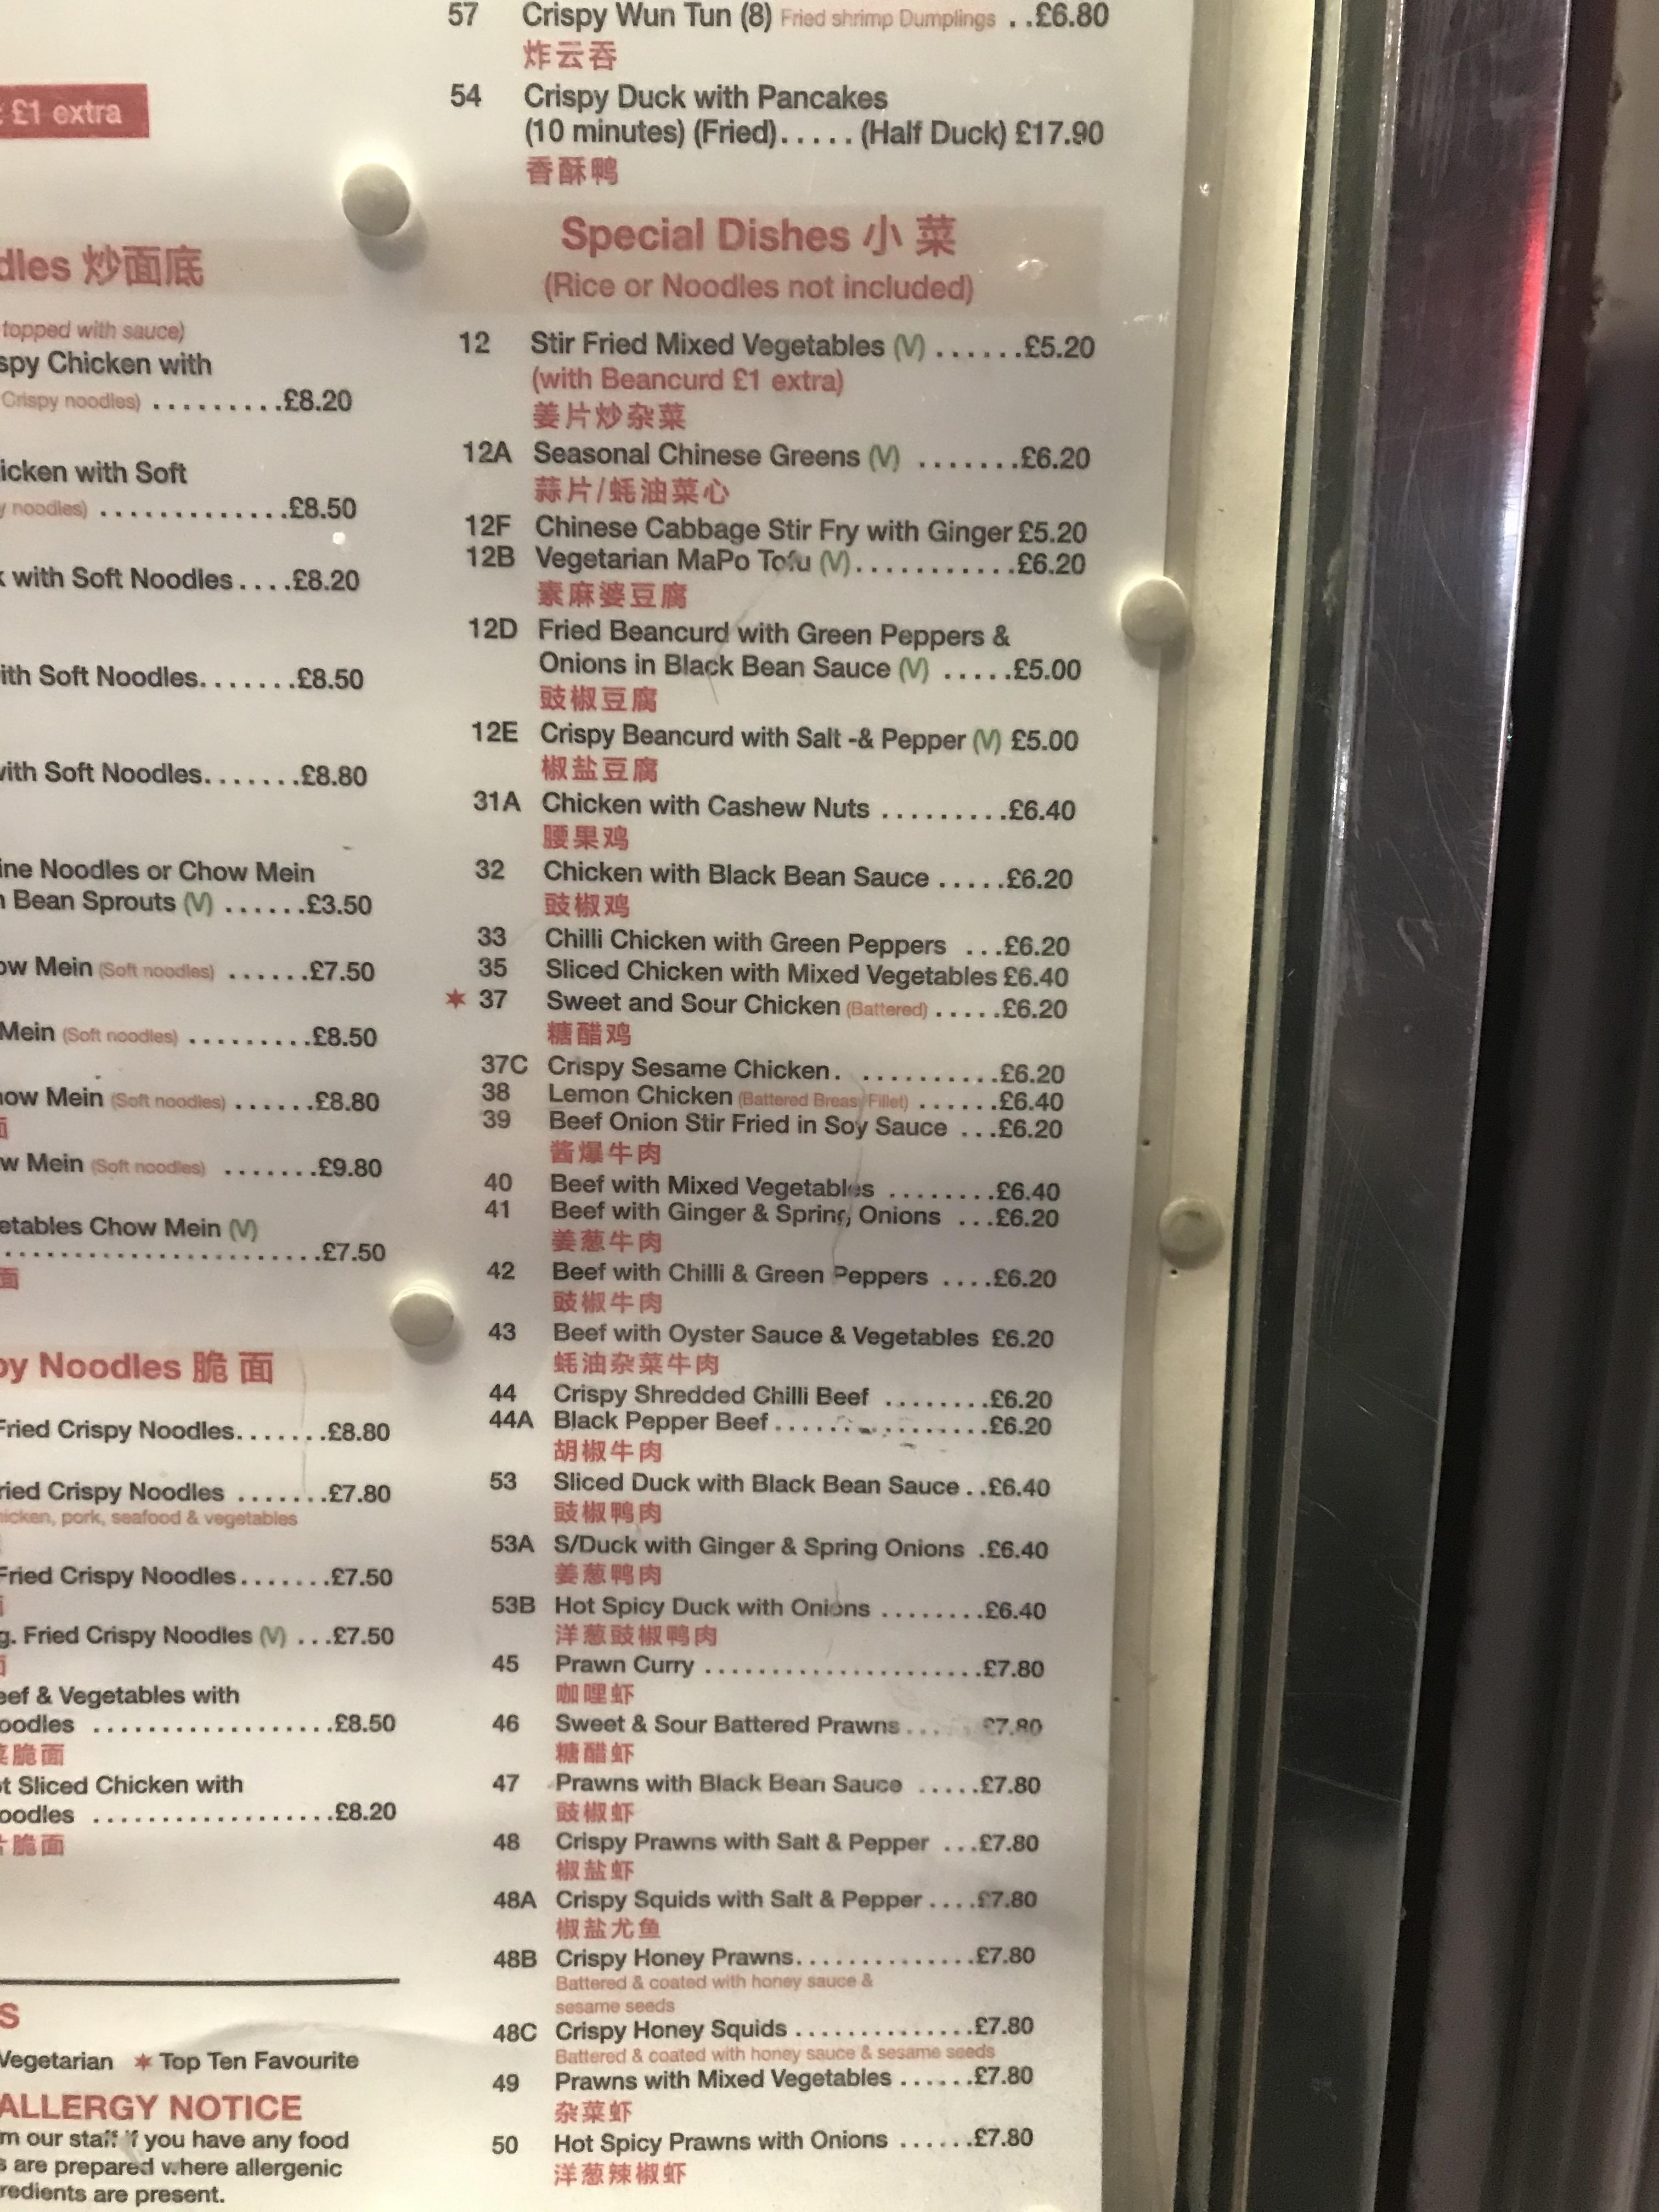 £1 extra
dles 炒面底
topped with sauce)
spy Chicken with
Crispy noodles) .........£8.20
icken with Soft
y noodles) .............£8.50
k with Soft Noodles....£8.20
ith Soft Noodles.......£8.50
with Soft Noodles.......£8.80
ine Noodles or Chow Mein
n Bean Sprouts (V) ......£3.50
ow Mein (Soft noodles) ......£7.50
Mein (Soft noodles) .........£8.50
how Mein (Soft noodles) ......£8.80
面
w Mein (Soft noodles) .......£9.80
etables Chow Mein (V)
........................£7.50
面
py Noodles 脆 面
Fried Crispy Noodles.......£8.80
ried Crispy Noodles .......£7.80
hicken, pork, seafood & vegetables
Fried Crispy Noodles.......£7.50
g. Fried Crispy Noodles (V) ...£7.50
面
eef & Vegetables with
oodles ..................£8.50
菜脆面
ot Sliced Chicken with
oodles ..................£8.20
片脆面
S
Vegetarian ✶ Top Ten Favourite
ALLERGY NOTICE
m our staff if you have any food
s are prepared where allergenic
redients are present.
57 Crispy Wun Tun (8) Fried shrimp Dumplings ..£6.80
炸云吞
54 Crispy Duck with Pancakes
(10 minutes) (Fried)..... (Half Duck) £17.90
香酥鸭
Special Dishes 小 菜
(Rice or Noodles not included)
12 Stir Fried Mixed Vegetables (V) ......£5.20
(with Beancurd £1 extra)
姜片炒杂菜
12A Seasonal Chinese Greens (V) .......£6.20
蒜片/蚝油菜心
12F Chinese Cabbage Stir Fry with Ginger £5.20
12B Vegetarian MaPo Tofu (V)............£6.20
素麻婆豆腐
12D Fried Beancurd with Green Peppers &
Onions in Black Bean Sauce (V) .....£5.00
豉椒豆腐
12E Crispy Beancurd with Salt -& Pepper (V) £5.00
椒盐豆腐
31A Chicken with Cashew Nuts .........£6.40
腰果鸡
32 Chicken with Black Bean Sauce .....£6.20
豉椒鸡
33 Chilli Chicken with Green Peppers ...£6.20
35 Sliced Chicken with Mixed Vegetables £6.40
✶ 37 Sweet and Sour Chicken (Battered) .....£6.20
糖醋鸡
37C Crispy Sesame Chicken. ..........£6.20
38 Lemon Chicken (Battered Breast Fillet) ......£6.40
39 Beef Onion Stir Fried in Soy Sauce ...£6.20
酱爆牛肉
40 Beef with Mixed Vegetables ........£6.40
41 Beef with Ginger & Spring Onions ...£6.20
姜葱牛肉
42 Beef with Chilli & Green Peppers ....£6.20
豉椒牛肉
43 Beef with Oyster Sauce & Vegetables £6.20
蚝油杂菜牛肉
44 Crispy Shredded Chilli Beef ........£6.20
44A Black Pepper Beef................£6.20
胡椒牛肉
53 Sliced Duck with Black Bean Sauce ..£6.40
豉椒鸭肉
53A S/Duck with Ginger & Spring Onions .£6.40
姜葱鸭肉
53B Hot Spicy Duck with Onions ........£6.40
洋葱豉椒鸭肉
45 Prawn Curry .....................£7.80
咖哩虾
46 Sweet & Sour Battered Prawns ... £7.80
糖醋虾
47 Prawns with Black Bean Sauce .....£7.80
豉椒虾
48 Crispy Prawns with Salt & Pepper ...£7.80
椒盐虾
48A Crispy Squids with Salt & Pepper ....£7.80
椒盐尤鱼
48B Crispy Honey Prawns..............£7.80
Battered & coated with honey sauce &
sesame seeds
48C Crispy Honey Squids ..............£7.80
Battered & coated with honey sauce & sesame seeds
49 Prawns with Mixed Vegetables ......£7.80
杂菜虾
50 Hot Spicy Prawns with Onions ......£7.80
洋葱辣椒虾